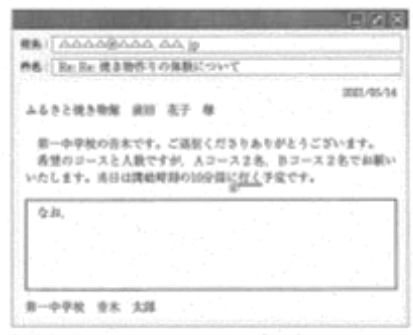 宛先: △△△△@△△△.△△.jp
件名: Re: Re: 焼き物作りの体験について
2021/05/14
ふるさと焼き物館 前田 花子 様
第一中学校の青木です。ご返信くださりありがとうございます。
希望のコースと人数ですが、Aコース2名、Bコース2名でお願い
いたします。当日は開始時刻の10分前に行く予定です。
なお、
第一中学校 青木 太郎